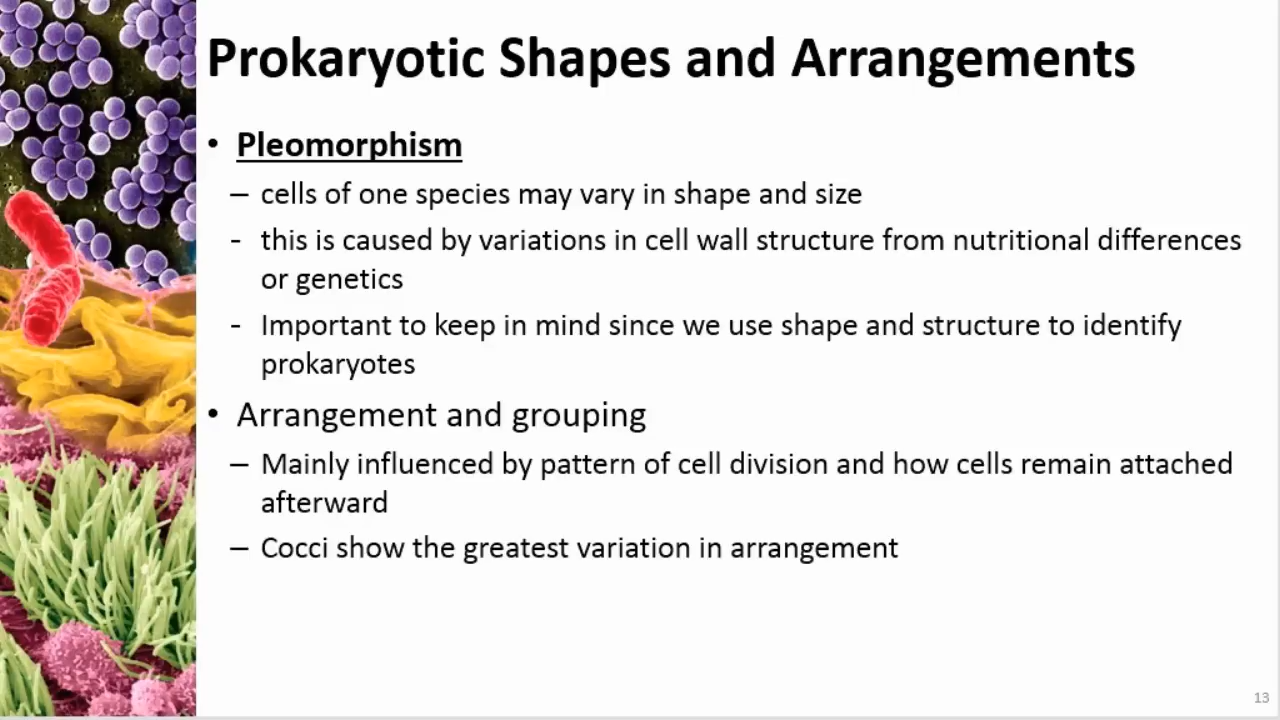 Prokaryotic Shapes and Arrangements
• Pleomorphism
– cells of one species may vary in shape and size
- this is caused by variations in cell wall structure from nutritional differences
or genetics
- Important to keep in mind since we use shape and structure to identify
prokaryotes
• Arrangement and grouping
– Mainly influenced by pattern of cell division and how cells remain attached
afterward
– Cocci show the greatest variation in arrangement
13